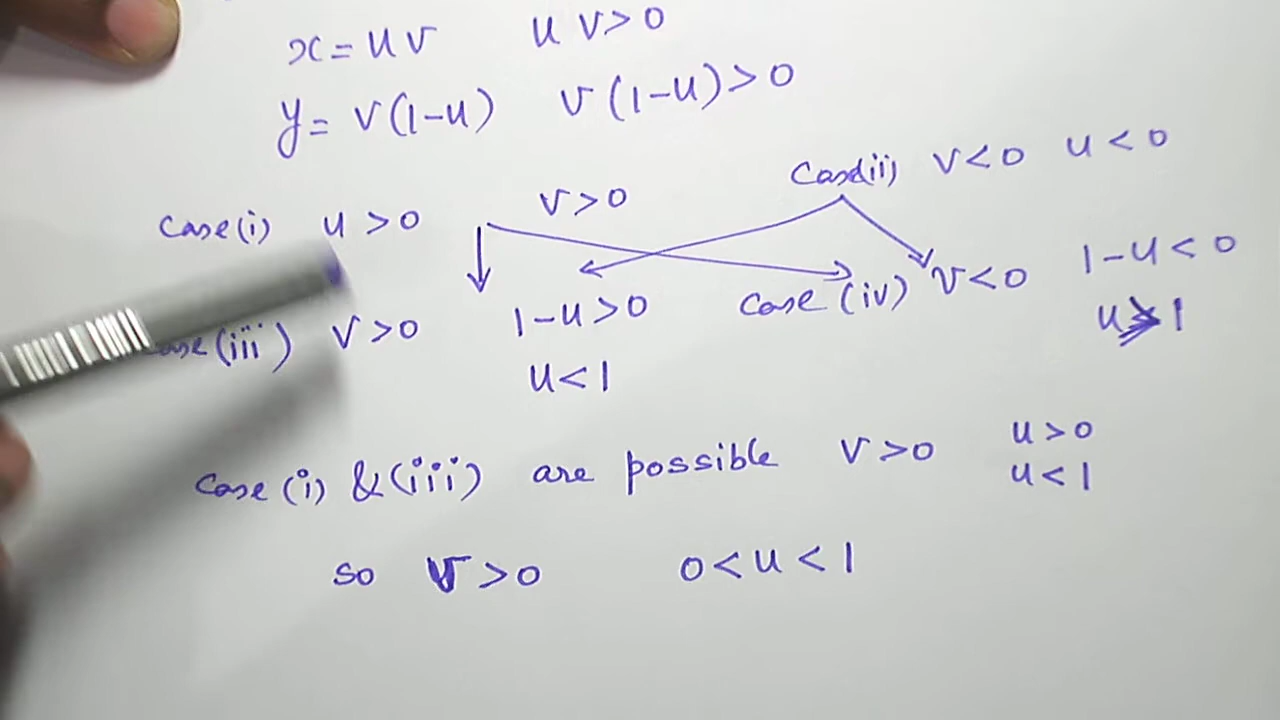 x = uv uv > 0
y = v(1-u) v(1-u) > 0
Case(ii) v < 0 u < 0
Case(i) u > 0 v > 0
Case (iv) v < 0 1-u < 0
(iii) v > 0 1-u > 0
u > 1
u < 1
Case (i) &(iii) are possible v > 0 u > 0
u < 1
so v > 0 0 < u < 1